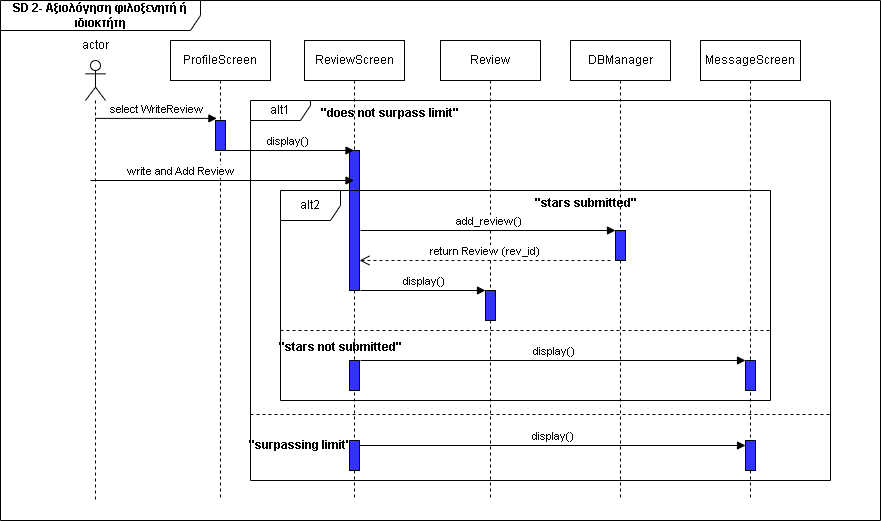 SD 2- Αξιολόγηση φιλοξενητή ή
ιδιοκτήτη
actor
ProfileScreen
ReviewScreen
Review
DBManager
MessageScreen
alt1
"does not surpass limit"
select WriteReview
display()
write and Add Review
alt2
"stars submitted"
add_review()
return Review (rev_id)
display()
"stars not submitted"
display()
"surpassing limit"
display()